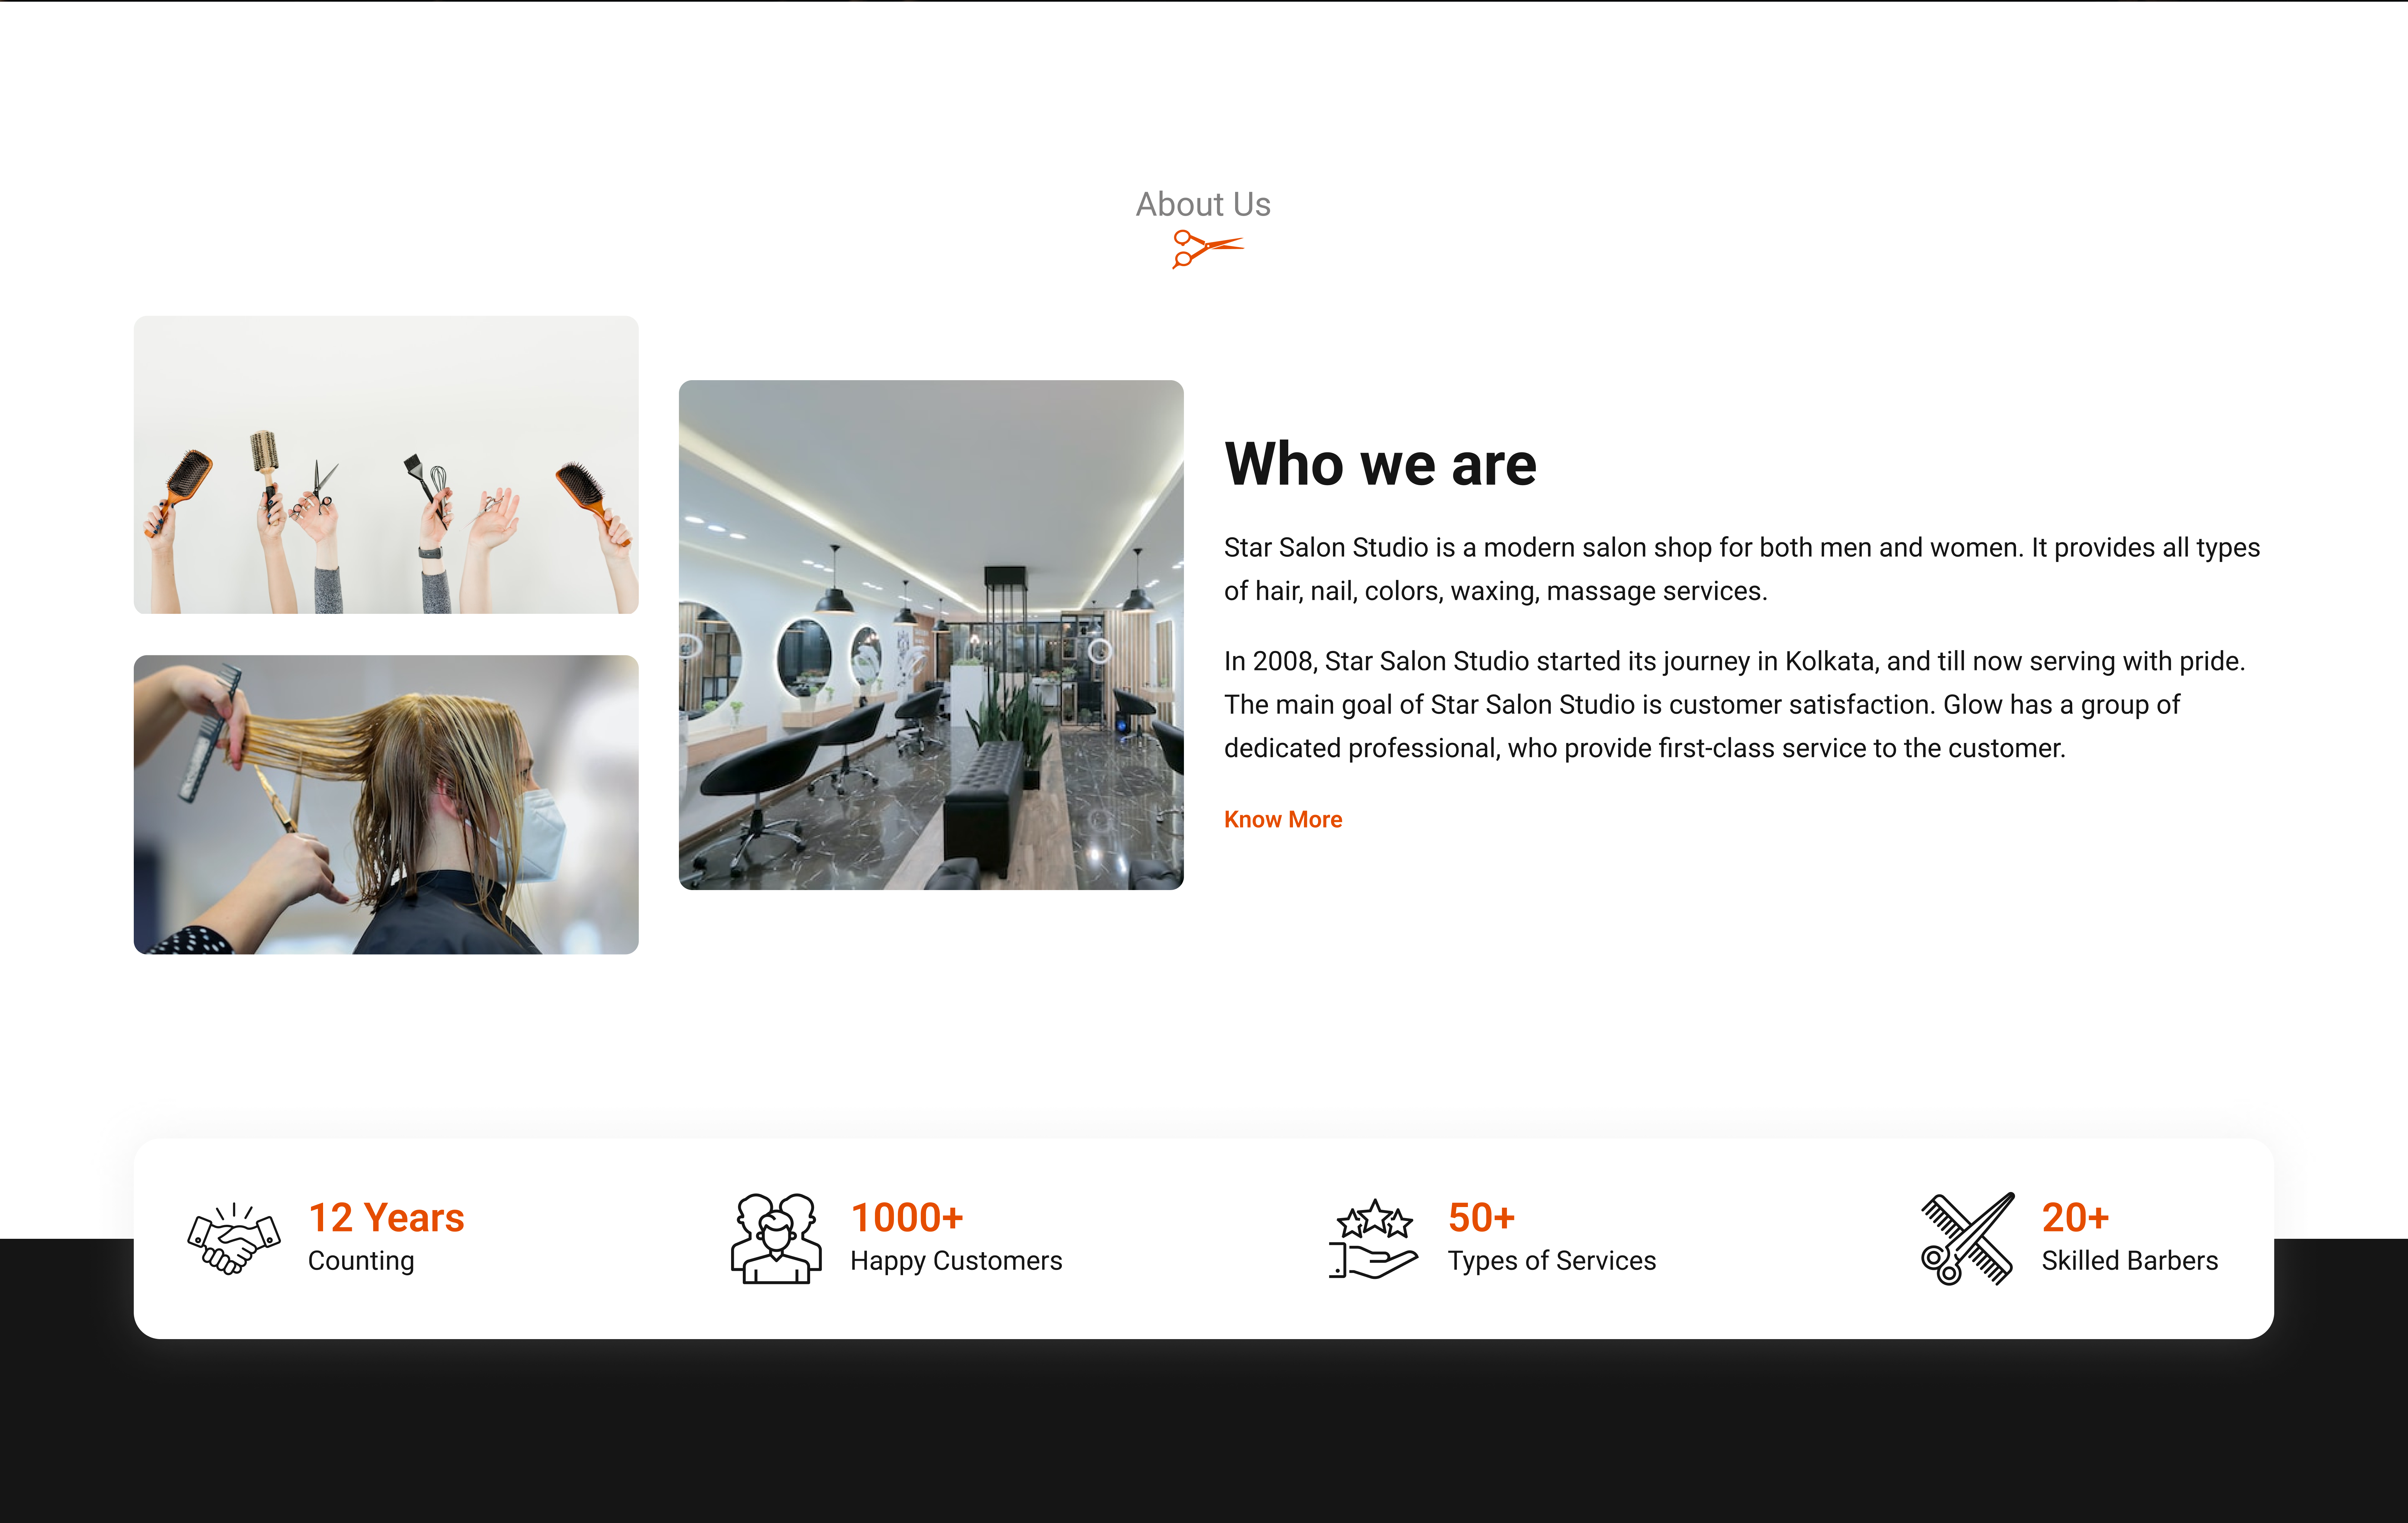 About Us
Who we are
Star Salon Studio is a modern salon shop for both men and women. It provides all types
of hair, nail, colors, waxing, massage services.
In 2008, Star Salon Studio started its journey in Kolkata, and till now serving with pride.
The main goal of Star Salon Studio is customer satisfaction. Glow has a group of
dedicated professional, who provide first-class service to the customer.
Know More
12 Years
Counting
1000+
Happy Customers
50+
Types of Services
20+
Skilled Barbers